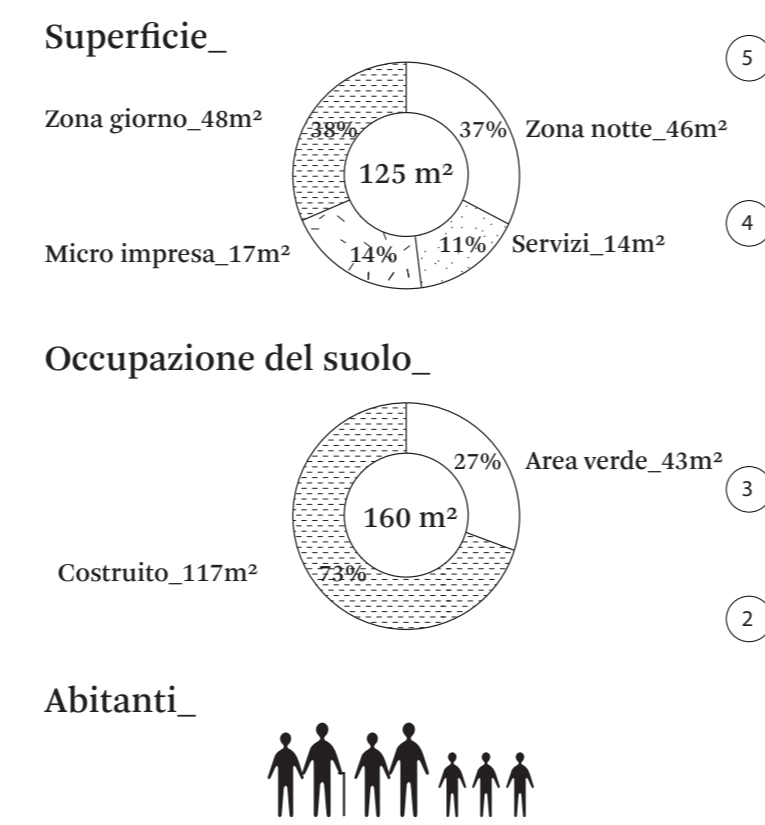 Superficie_
5
Zona giorno_48m²
38%
37%
Zona notte_46m²
125 m²
4
Micro impresa_17m²
14%
11%
Servizi_14m²
Occupazione del suolo_
27%
Area verde_43m²
3
160 m²
Costruito_117m²
73%
2
Abitanti_